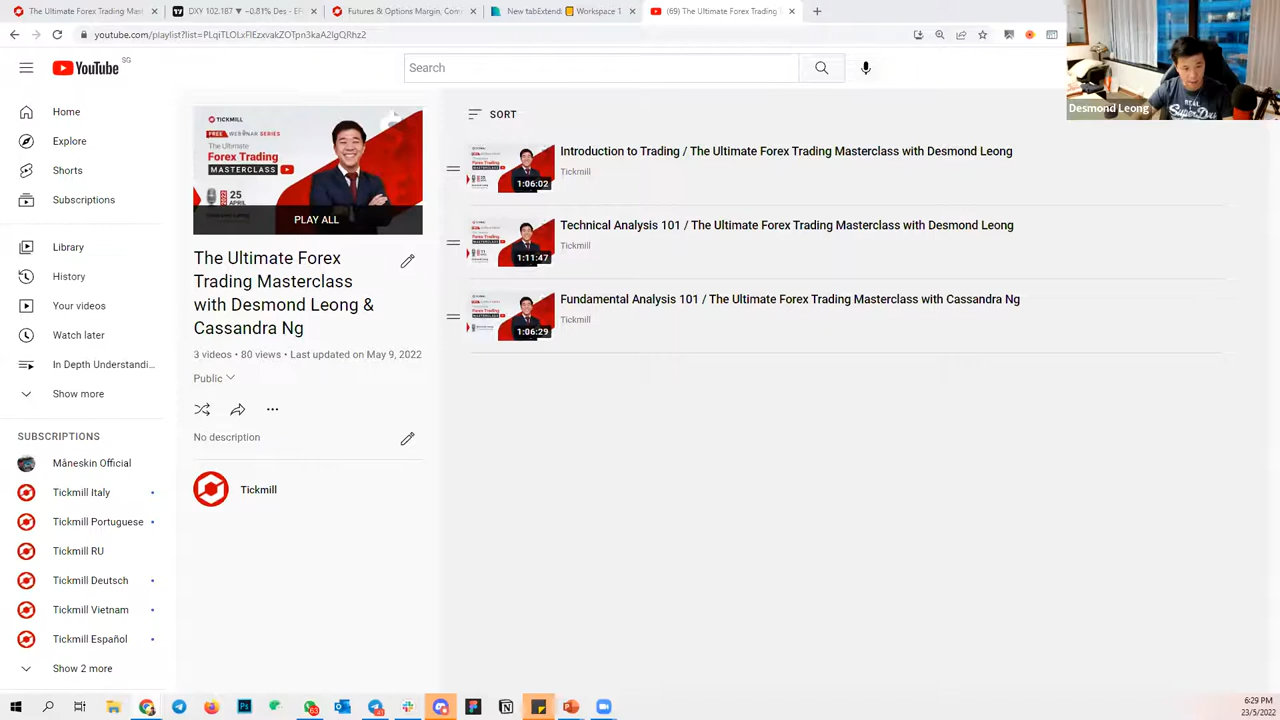 The Ultimate Forex Trading Mas
DXY 102.187 ▼ −0.81% Des - EF
Futures & Options Margin, Com
New tabExtend
Workspace 1
(69) The Ultimate Forex Trading
youtube.com/playlist?list=PLqiTLOLxFlEzxvakZOTpn3kaA2lgQRhz2
YouTube SG
Search
Home
Explore
Shorts
Subscriptions
Library
History
Your videos
Watch later
In Depth Understandi...
Show more
SUBSCRIPTIONS
Måneskin Official
Tickmill Italy
Tickmill Portuguese
Tickmill RU
Tickmill Deutsch
Tickmill Vietnam
Tickmill Español
Show 2 more
TICKMILL
FREE WEBINAR SERIES
The Ultimate
Forex Trading
MASTERCLASS
25
APRIL
PLAY ALL
The Ultimate Forex
Trading Masterclass
with Desmond Leong &
Cassandra Ng
3 videos • 80 views • Last updated on May 9, 2022
Public
No description
Tickmill
SORT
Introduction to Trading / The Ultimate Forex Trading Masterclass with Desmond Leong
Tickmill
1:06:02
Technical Analysis 101 / The Ultimate Forex Trading Masterclass with Desmond Leong
Tickmill
1:11:47
Fundamental Analysis 101 / The Ultimate Forex Trading Masterclass with Cassandra Ng
Tickmill
1:06:29
REAL
Desmond Leong
6:29 PM
23/5/2022